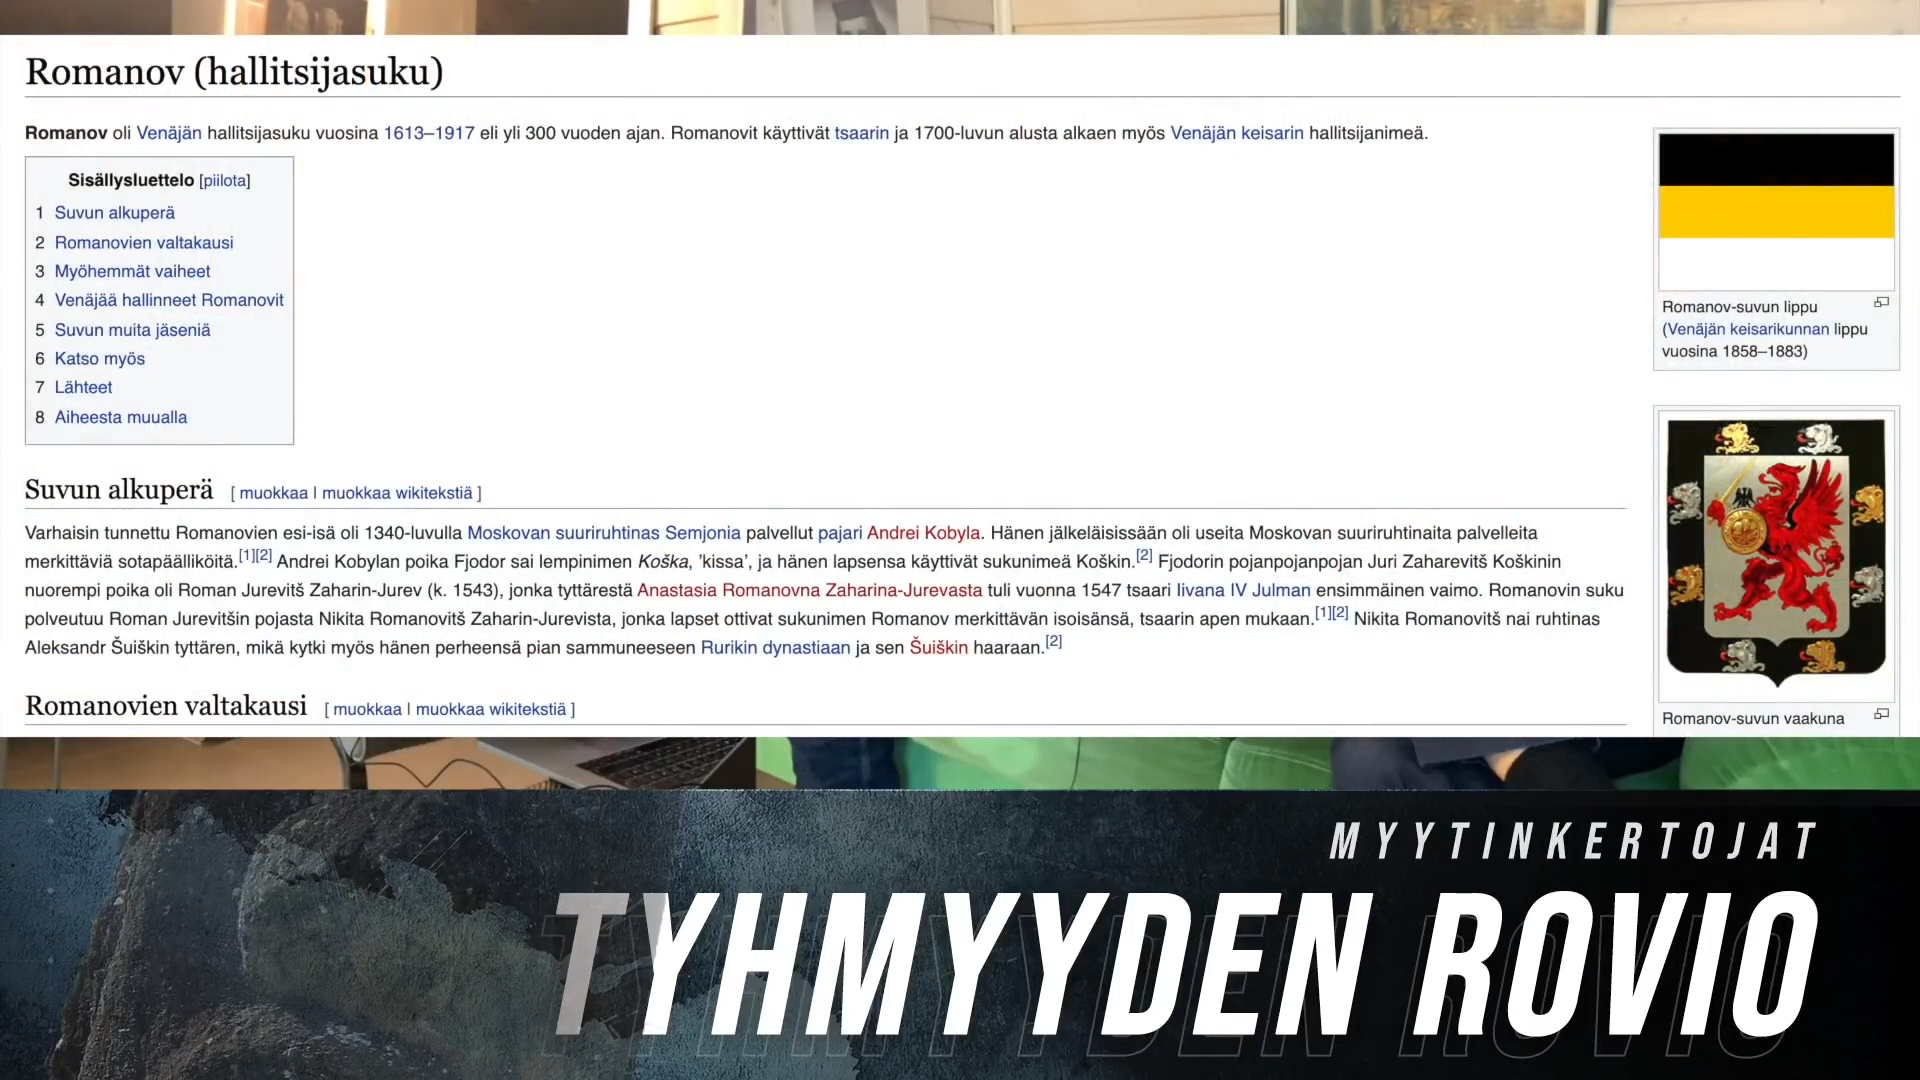 Romanov (hallitsijasuku)
Romanov oli Venäjän hallitsijasuku vuosina 1613–1917 eli yli 300 vuoden ajan. Romanovit käyttivät tsaarin ja 1700-luvun alusta alkaen myös Venäjän keisarin hallitsijanimeä.
Sisällysluettelo [piilota]
1 Suvun alkuperä
2 Romanovien valtakausi
3 Myöhemmät vaiheet
4 Venäjää hallinneet Romanovit
5 Suvun muita jäseniä
6 Katso myös
7 Lähteet
8 Aiheesta muualla
Romanov-suvun lippu
(Venäjän keisarikunnan lippu
vuosina 1858–1883)
Suvun alkuperä [ muokkaa | muokkaa wikitekstiä ]
Varhaisin tunnettu Romanovien esi-isä oli 1340-luvulla Moskovan suuriruhtinas Semjonia palvellut pajari Andrei Kobyla. Hänen jälkeläisissään oli useita Moskovan suuriruhtinaita palvelleita
merkittäviä sotapäälliköitä.[1][2] Andrei Kobylan poika Fjodor sai lempinimen Koška, ’kissa’, ja hänen lapsensa käyttivät sukunimeä Koškin.[2] Fjodorin pojanpojanpojan Juri Zaharevitš Koškinin
nuorempi poika oli Roman Jurevitš Zaharin-Jurev (k. 1543), jonka tyttärestä Anastasia Romanovna Zaharina-Jurevasta tuli vuonna 1547 tsaari Iivana IV Julman ensimmäinen vaimo. Romanovin suku
polveutuu Roman Jurevitšin pojasta Nikita Romanovitš Zaharin-Jurevista, jonka lapset ottivat sukunimen Romanov merkittävän isoisänsä, tsaarin apen mukaan.[1][2] Nikita Romanovitš nai ruhtinas
Aleksandr Šuiškin tyttären, mikä kytki myös hänen perheensä pian sammuneeseen Rurikin dynastiaan ja sen Šuiškin haaraan.[2]
Romanov-suvun vaakuna
Romanovien valtakausi [ muokkaa | muokkaa wikitekstiä ]
MYYTINKERTOJAT
TYHMYYDEN ROVIO